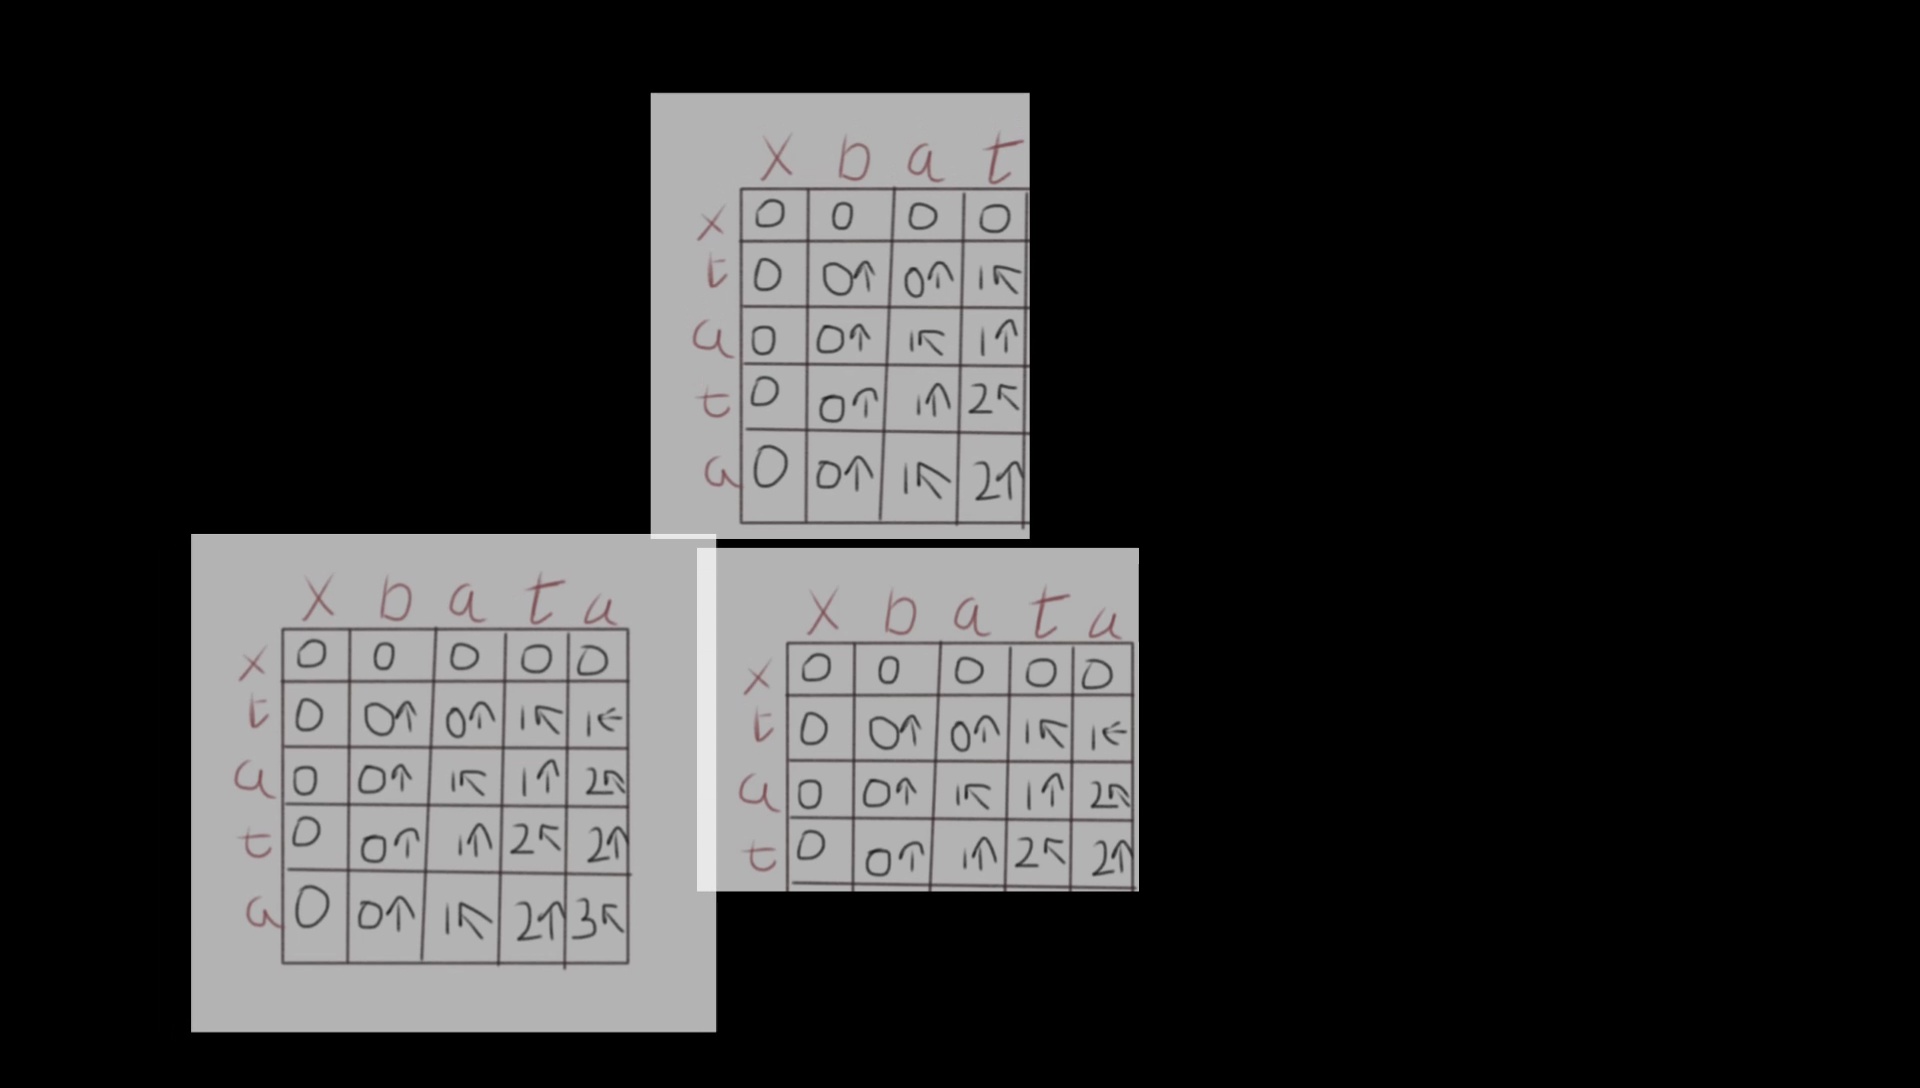 X b a t
x 0 0 0 0
t 0 0↑ 0↑ 1↖
a 0 0↑ 1↖ 1↑
t 0 0↑ 1↑ 2↖
a 0 0↑ 1↖ 2↑
X b a t a
x 0 0 0 0 0
t 0 0↑ 0↑ 1↖ 1←
a 0 0↑ 1↖ 1↑ 2↖
t 0 0↑ 1↑ 2↖ 2↑
a 0 0↑ 1↖ 2↑ 3↖
X b a t a
x 0 0 0 0 0
t 0 0↑ 0↑ 1↖ 1←
a 0 0↑ 1↖ 1↑ 2↖
t 0 0↑ 1↑ 2↖ 2↑